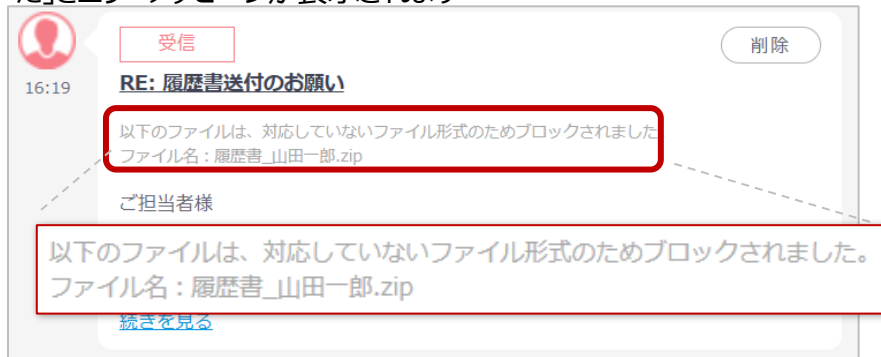 受信
削除
16:19
RE: 履歴書送付のお願い
以下のファイルは、対応していないファイル形式のためブロックされました
ファイル名：履歴書_山田一郎.zip
ご担当者様
以下のファイルは、対応していないファイル形式のためブロックされました。
ファイル名：履歴書_山田一郎.zip
続きを見る